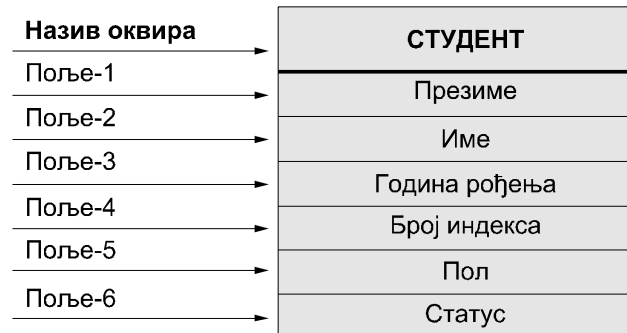 Назив оквира
СТУДЕНТ
Поље-1
Презиме
Поље-2
Име
Поље-3
Година рођења
Поље-4
Број индекса
Поље-5
Пол
Поље-6
Статус